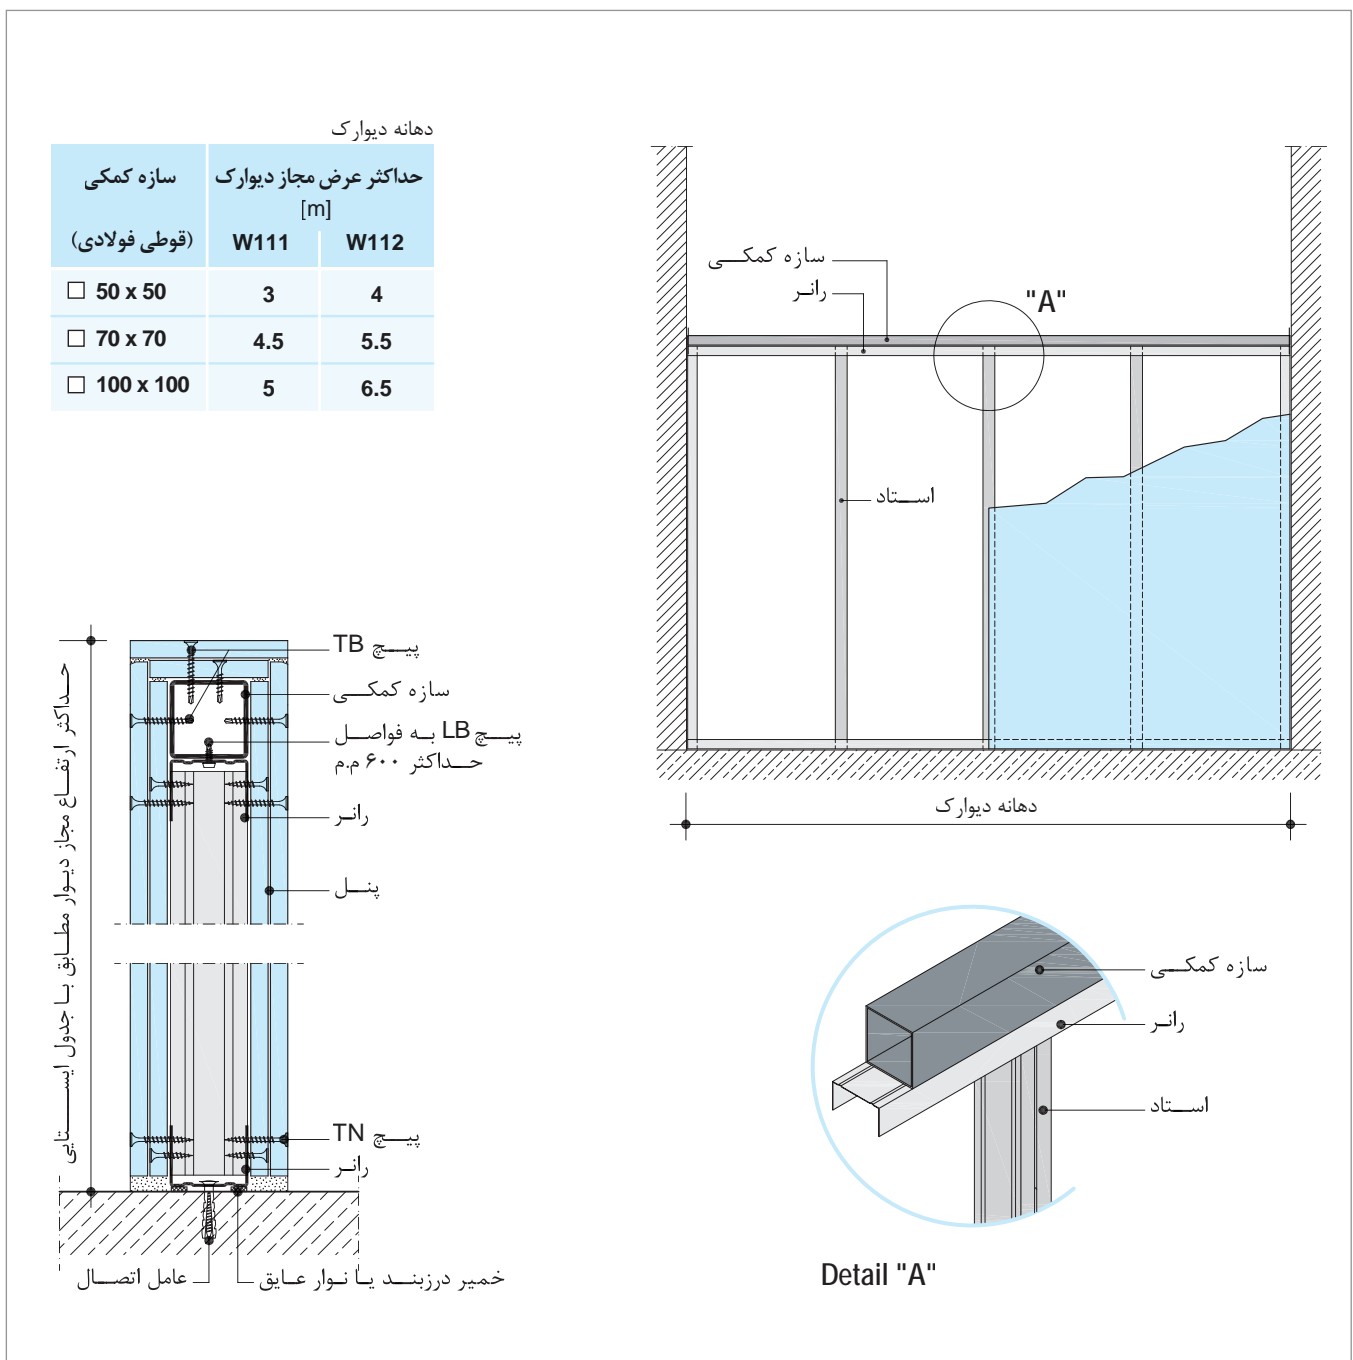 دهانه دیوارک
سازه کمکی
(قوطی فولادی)
حداکثر عرض مجاز دیوارک
[m]
W111 W112
□ 50 x 50 3 4
□ 70 x 70 4.5 5.5
□ 100 x 100 5 6.5
سازه کمکی
رانر
"A"
استاد
دهانه دیوارک
حداکثر ارتفاع مجاز دیوار مطابق با جدول ایستایی
پیچ TB
سازه کمکی
پیچ LB به فواصل
حداکثر ۶۰۰ م.م
رانر
پنل
پیچ TN
رانر
خمیر درزبند یا نوار عایق
عامل اتصال
سازه کمکی
رانر
استاد
Detail "A"